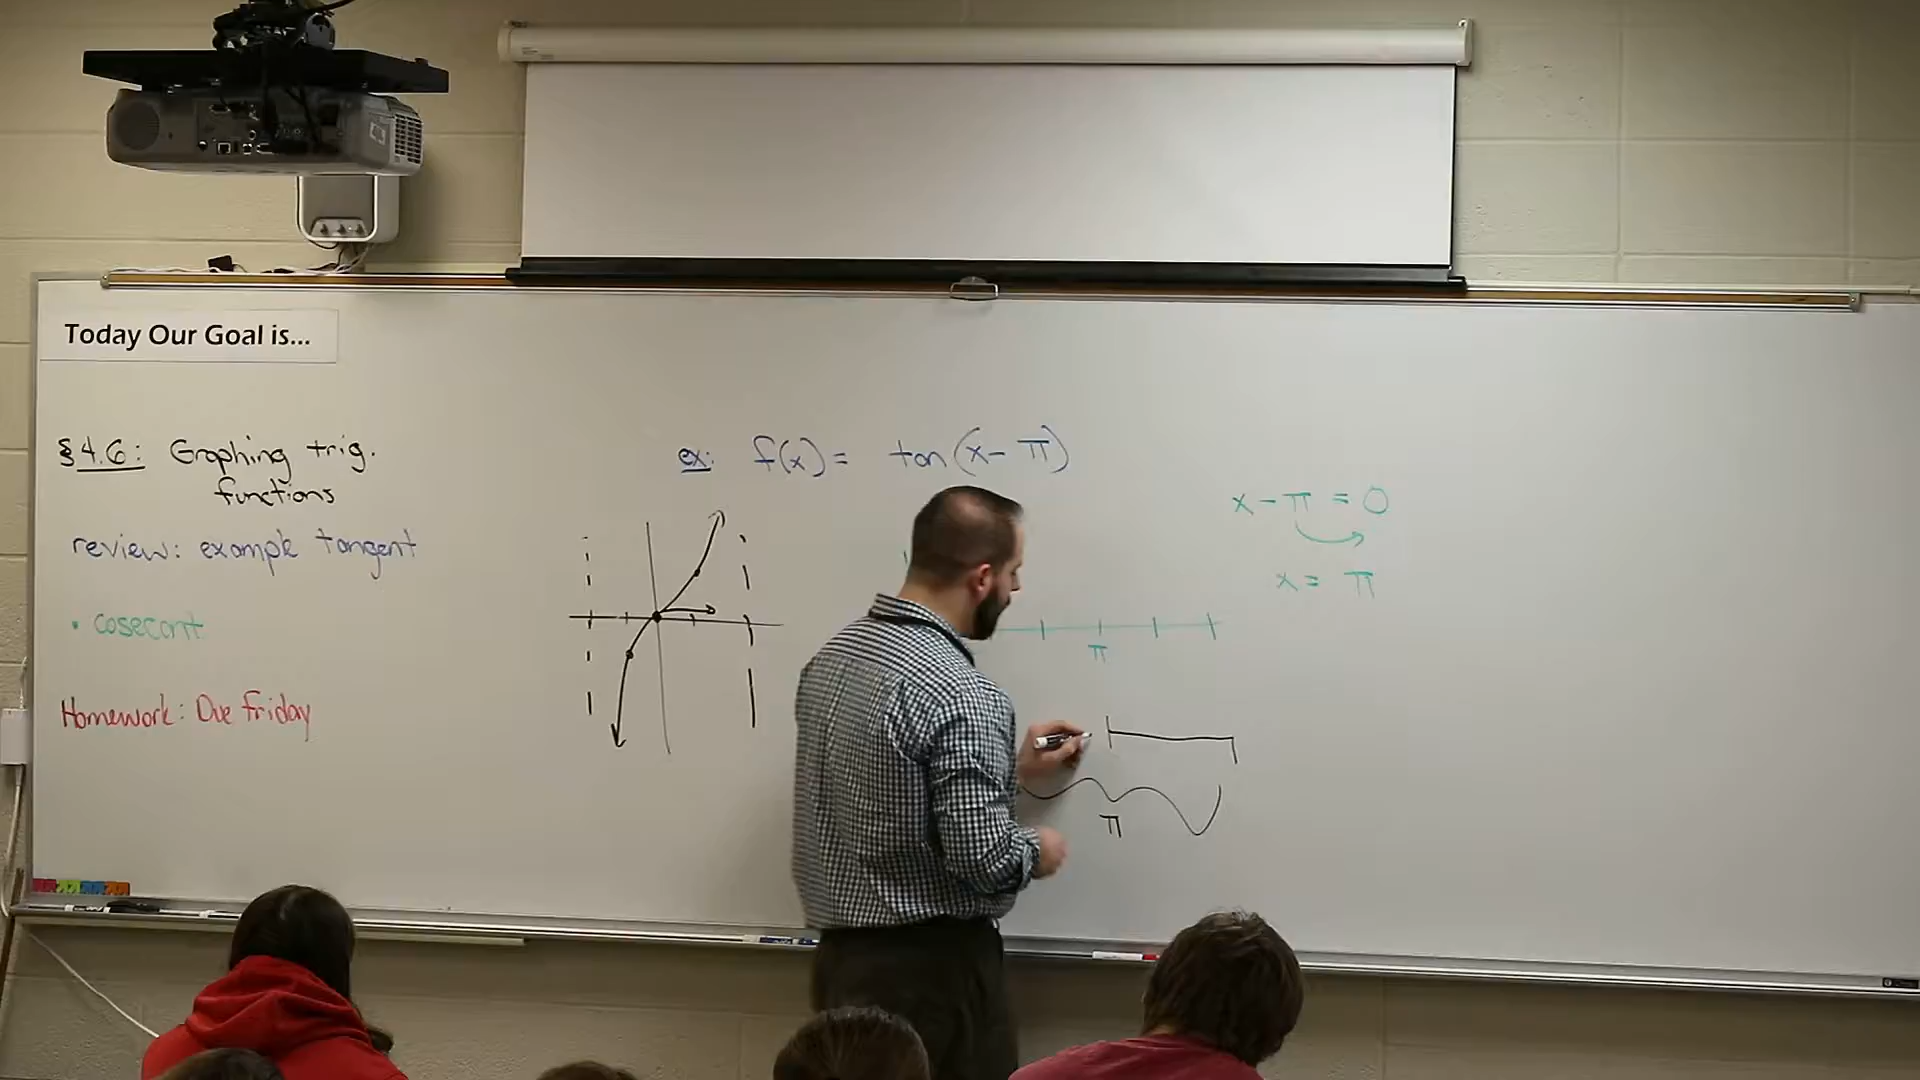 Today Our Goal is...
§4.6: Graphing trig.
functions
review: example tangent
• cosecant
Homework: Due Friday
ex: f(x) = tan(x - π)
x - π = 0
x = π
π
π